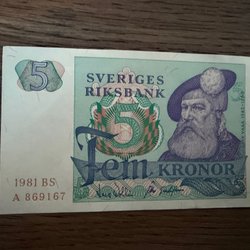 5
SVERIGES
RIKSBANK
5
Fem KRONOR
1981 BS
A 869167